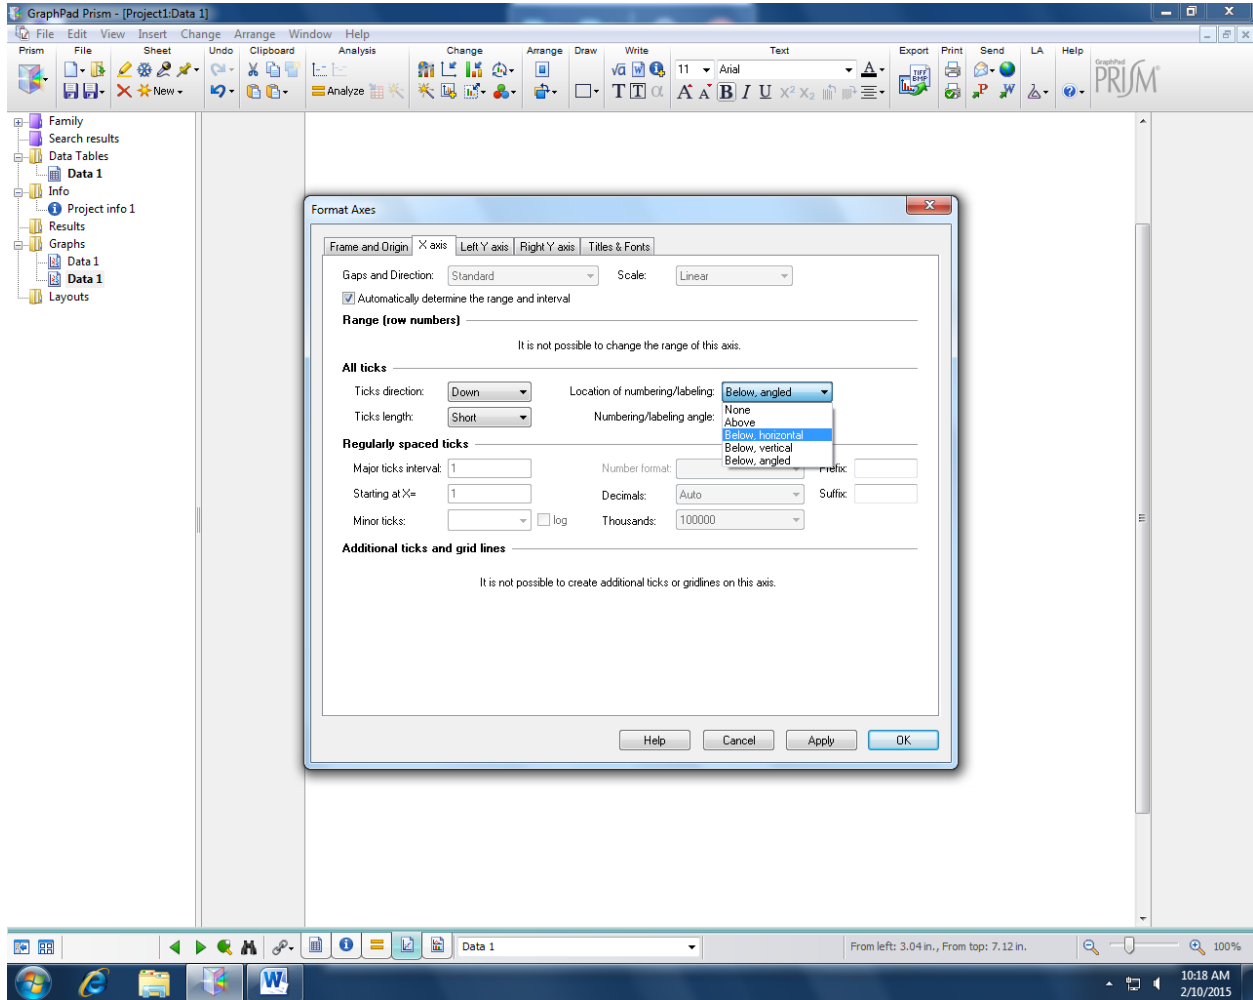 GraphPad Prism - [Project1:Data 1]
File Edit View Insert Change Arrange Window Help
Prism File Sheet Undo Clipboard Analysis Change Arrange Draw Write Text Export Print Send LA Help
New
Analyze
11 Arial
GraphPad PRISM
Family
Search results
Data Tables
Data 1
Info
Project info 1
Results
Graphs
Data 1
Data 1
Layouts
Format Axes
Frame and Origin X axis Left Y axis Right Y axis Titles & Fonts
Gaps and Direction: Standard Scale: Linear
Automatically determine the range and interval
Range (row numbers)
It is not possible to change the range of this axis.
All ticks
Ticks direction: Down Location of numbering/labeling: Below, angled
Ticks length: Short Numbering/labeling angle:
None
Above
Below, horizontal
Below, vertical
Below, angled
Regularly spaced ticks
Major ticks interval: 1 Number format: Prefix:
Starting at X= 1 Decimals: Auto Suffix:
Minor ticks: log Thousands: 100000
Additional ticks and grid lines
It is not possible to create additional ticks or gridlines on this axis.
Help Cancel Apply OK
Data 1
From left: 3.04 in., From top: 7.12 in.
100%
10:18 AM
2/10/2015